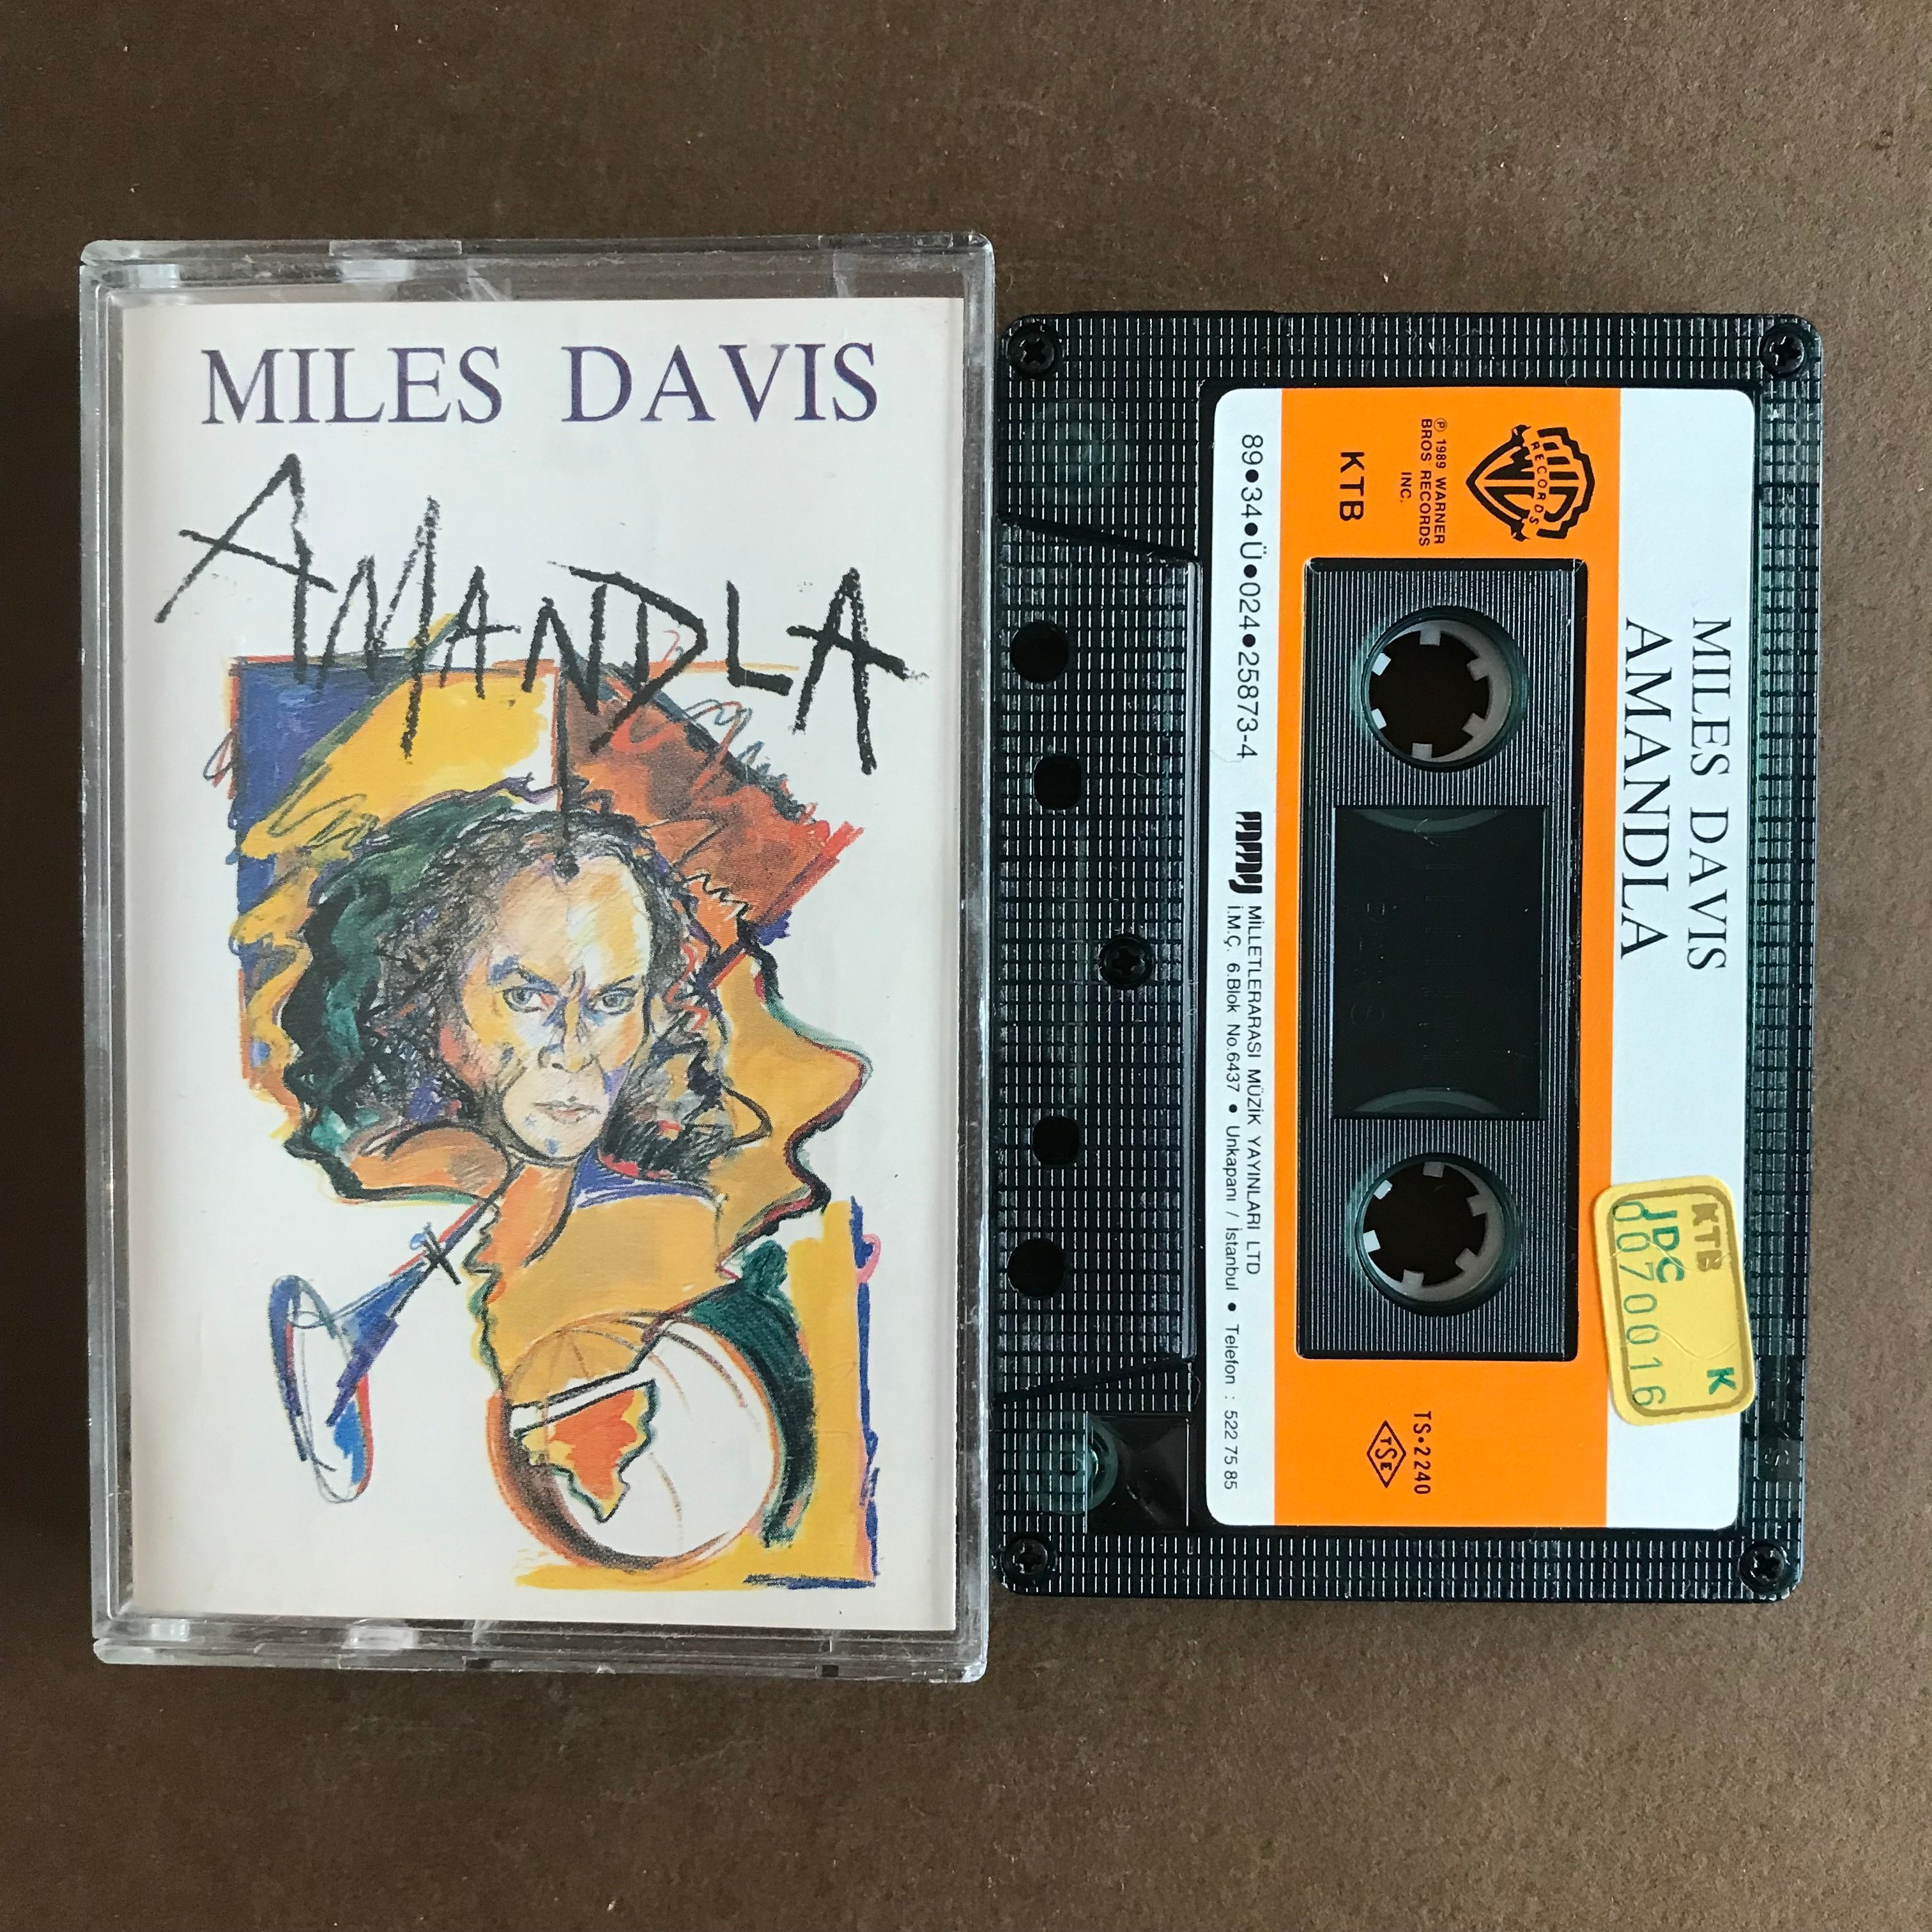 MILES DAVIS
AMANDLA
MILES DAVIS
AMANDLA
RECORDS
℗ 1989 WARNER
BROS RECORDS
INC.
KTB
TS•2240
TSE
KTB
K
JDC
0070016
89•34•Ü•024•25873-4
MİLLETLERARASI MÜZİK YAYINLARI LTD
İ.M.Ç. 6.Blok No.6437 • Unkapanı / İstanbul • Telefon : 522 75 85